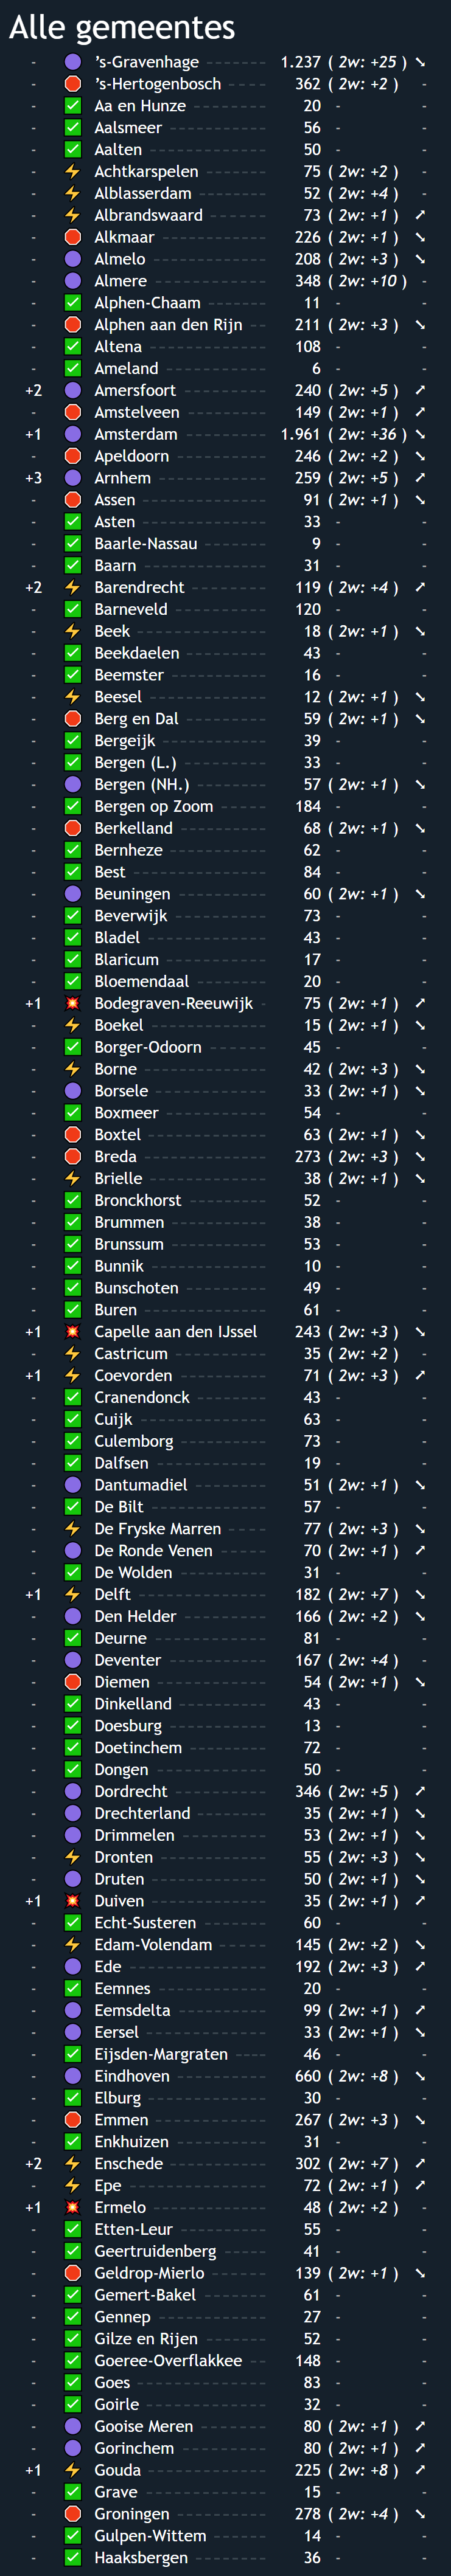 Alle gemeentes
- 's-Gravenhage ------- 1.237 ( 2w: +25 ) ➘
- 's-Hertogenbosch ----- 362 ( 2w: +2 ) -
- Aa en Hunze --------- 20 - -
- Aalsmeer ------------ 56 - -
- Aalten -------------- 50 - -
- Achtkarspelen -------- 75 ( 2w: +2 ) -
- Alblasserdam --------- 52 ( 2w: +4 ) -
- Albrandswaard ------- 73 ( 2w: +1 ) ➚
- Alkmaar ------------ 226 ( 2w: +1 ) ➘
- Almelo ------------- 208 ( 2w: +3 ) ➘
- Almere ------------- 348 ( 2w: +10 ) -
- Alphen-Chaam ------- 11 - -
- Alphen aan den Rijn -- 211 ( 2w: +3 ) ➘
- Altena ------------- 108 - -
- Ameland ------------ 6 - -
+2 Amersfoort ---------- 240 ( 2w: +5 ) ➚
- Amstelveen ---------- 149 ( 2w: +1 ) ➚
+1 Amsterdam ---------- 1.961 ( 2w: +36 ) ➘
- Apeldoorn ----------- 246 ( 2w: +2 ) ➘
+3 Arnhem ------------- 259 ( 2w: +5 ) ➚
- Assen -------------- 91 ( 2w: +1 ) ➘
- Asten -------------- 33 - -
- Baarle-Nassau -------- 9 - -
- Baarn -------------- 31 - -
+2 Barendrecht --------- 119 ( 2w: +4 ) ➚
- Barneveld ----------- 120 - -
- Beek --------------- 18 ( 2w: +1 ) ➘
- Beekdaelen ---------- 43 - -
- Beemster ----------- 16 - -
- Beesel ------------- 12 ( 2w: +1 ) ➘
- Berg en Dal ---------- 59 ( 2w: +1 ) ➘
- Bergeijk ------------ 39 - -
- Bergen (L.) ---------- 33 - -
- Bergen (NH.) --------- 57 ( 2w: +1 ) ➘
- Bergen op Zoom ------ 184 - -
- Berkelland ----------- 68 ( 2w: +1 ) ➘
- Bernheze ------------ 62 - -
- Best --------------- 84 - -
- Beuningen ----------- 60 ( 2w: +1 ) ➘
- Beverwijk ----------- 73 - -
- Bladel ------------- 43 - -
- Blaricum ------------ 17 - -
- Bloemendaal --------- 20 - -
+1 Bodegraven-Reeuwijk - 75 ( 2w: +1 ) ➚
- Boekel ------------- 15 ( 2w: +1 ) ➘
- Borger-Odoorn ------- 45 - -
- Borne -------------- 42 ( 2w: +3 ) ➘
- Borsele ------------- 33 ( 2w: +1 ) ➘
- Boxmeer ------------ 54 - -
- Boxtel ------------- 63 ( 2w: +1 ) ➘
- Breda -------------- 273 ( 2w: +3 ) ➘
- Brielle ------------- 38 ( 2w: +1 ) ➘
- Bronckhorst --------- 52 - -
- Brummen ----------- 38 - -
- Brunssum ----------- 53 - -
- Bunnik ------------- 10 - -
- Bunschoten ---------- 49 - -
- Buren -------------- 61 - -
+1 Capelle aan den IJssel 243 ( 2w: +3 ) ➘
- Castricum ----------- 35 ( 2w: +2 ) -
+1 Coevorden ----------- 71 ( 2w: +3 ) ➚
- Cranendonck --------- 43 - -
- Cuijk -------------- 63 - -
- Culemborg ----------- 73 - -
- Dalfsen ------------ 19 - -
- Dantumadiel --------- 51 ( 2w: +1 ) ➘
- De Bilt ------------- 57 - -
- De Fryske Marren ----- 77 ( 2w: +3 ) ➘
- De Ronde Venen ------ 70 ( 2w: +1 ) ➚
- De Wolden ----------- 31 - -
+1 Delft -------------- 182 ( 2w: +7 ) ➘
- Den Helder ---------- 166 ( 2w: +2 ) ➘
- Deurne ------------- 81 - -
- Deventer ------------ 167 ( 2w: +4 ) -
- Diemen ------------- 54 ( 2w: +1 ) ➘
- Dinkelland ----------- 43 - -
- Doesburg ------------ 13 - -
- Doetinchem ---------- 72 - -
- Dongen ------------- 50 - -
- Dordrecht ----------- 346 ( 2w: +5 ) ➚
- Drechterland --------- 35 ( 2w: +1 ) ➘
- Drimmelen ---------- 53 ( 2w: +1 ) ➘
- Dronten ------------ 55 ( 2w: +3 ) ➘
- Druten ------------- 50 ( 2w: +1 ) ➘
+1 Duiven ------------- 35 ( 2w: +1 ) ➚
- Echt-Susteren -------- 60 - -
- Edam-Volendam ------ 145 ( 2w: +2 ) ➘
- Ede ---------------- 192 ( 2w: +3 ) ➚
- Eemnes ------------- 20 - -
- Eemsdelta ----------- 99 ( 2w: +1 ) ➚
- Eersel ------------- 33 ( 2w: +1 ) ➘
- Eijsden-Margraten ---- 46 - -
- Eindhoven ----------- 660 ( 2w: +8 ) ➘
- Elburg ------------- 30 - -
- Emmen ------------- 267 ( 2w: +3 ) ➘
- Enkhuizen ----------- 31 - -
+2 Enschede ------------ 302 ( 2w: +7 ) ➚
- Epe ---------------- 72 ( 2w: +1 ) ➚
+1 Ermelo ------------- 48 ( 2w: +2 ) -
- Etten-Leur ----------- 55 - -
- Geertruidenberg ------ 41 - -
- Geldrop-Mierlo ------- 139 ( 2w: +1 ) ➘
- Gemert-Bakel -------- 61 - -
- Gennep ------------- 27 - -
- Gilze en Rijen -------- 52 - -
- Goeree-Overflakkee -- 148 - -
- Goes --------------- 83 - -
- Goirle -------------- 32 - -
- Gooise Meren -------- 80 ( 2w: +1 ) ➚
- Gorinchem ---------- 80 ( 2w: +1 ) ➚
+1 Gouda -------------- 225 ( 2w: +8 ) ➚
- Grave -------------- 15 - -
- Groningen ----------- 278 ( 2w: +4 ) ➘
- Gulpen-Wittem ------- 14 - -
- Haaksbergen --------- 36 - -